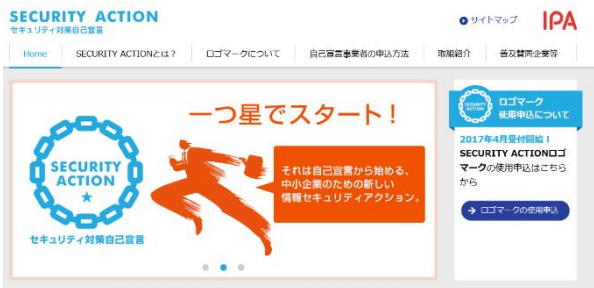 SECURITY ACTION
セキュリティ対策自己宣言
サイトマップ
IPA
Home
SECURITY ACTIONとは？
ロゴマークについて
自己宣言事業者の申込方法
取組紹介
普及賛同企業等
SECURITY
ACTION
セキュリティ対策自己宣言
一つ星でスタート！
それは自己宣言から始める、
中小企業のための新しい
情報セキュリティアクション。
SECURITY
ACTION
ロゴマーク
使用申込について
2017年4月受付開始！
SECURITY ACTIONロゴ
マークの使用申込はこちら
から
ロゴマークの使用申込